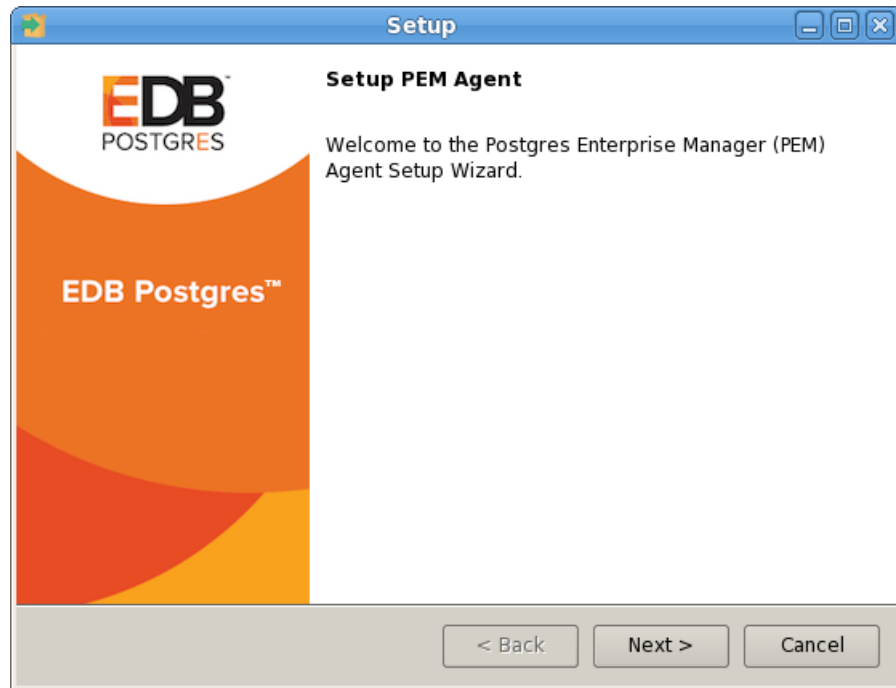 Setup
EDB™
POSTGRES
EDB Postgres™
Setup PEM Agent
Welcome to the Postgres Enterprise Manager (PEM)
Agent Setup Wizard.
< Back
Next >
Cancel